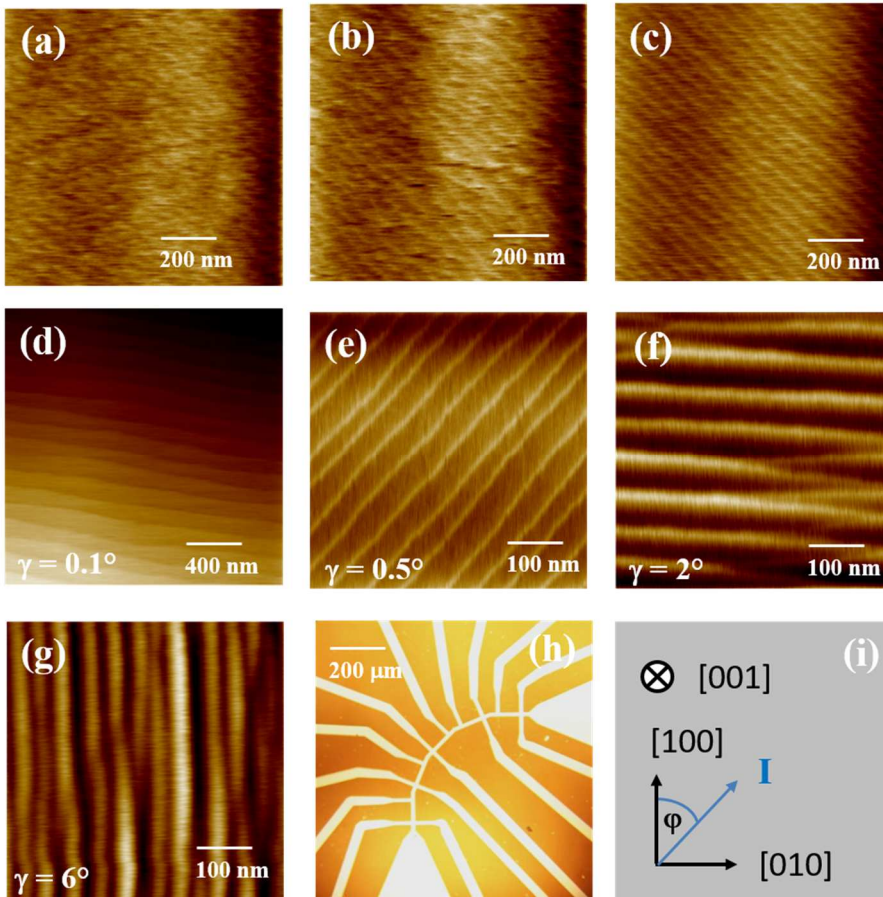 (a)
200 nm
(b)
200 nm
(c)
200 nm
(d)
γ = 0.1°
400 nm
(e)
γ = 0.5°
100 nm
(f)
γ = 2°
100 nm
(g)
γ = 6°
100 nm
200 μm
(h)
(i)
[001]
[100]
I
φ
[010]